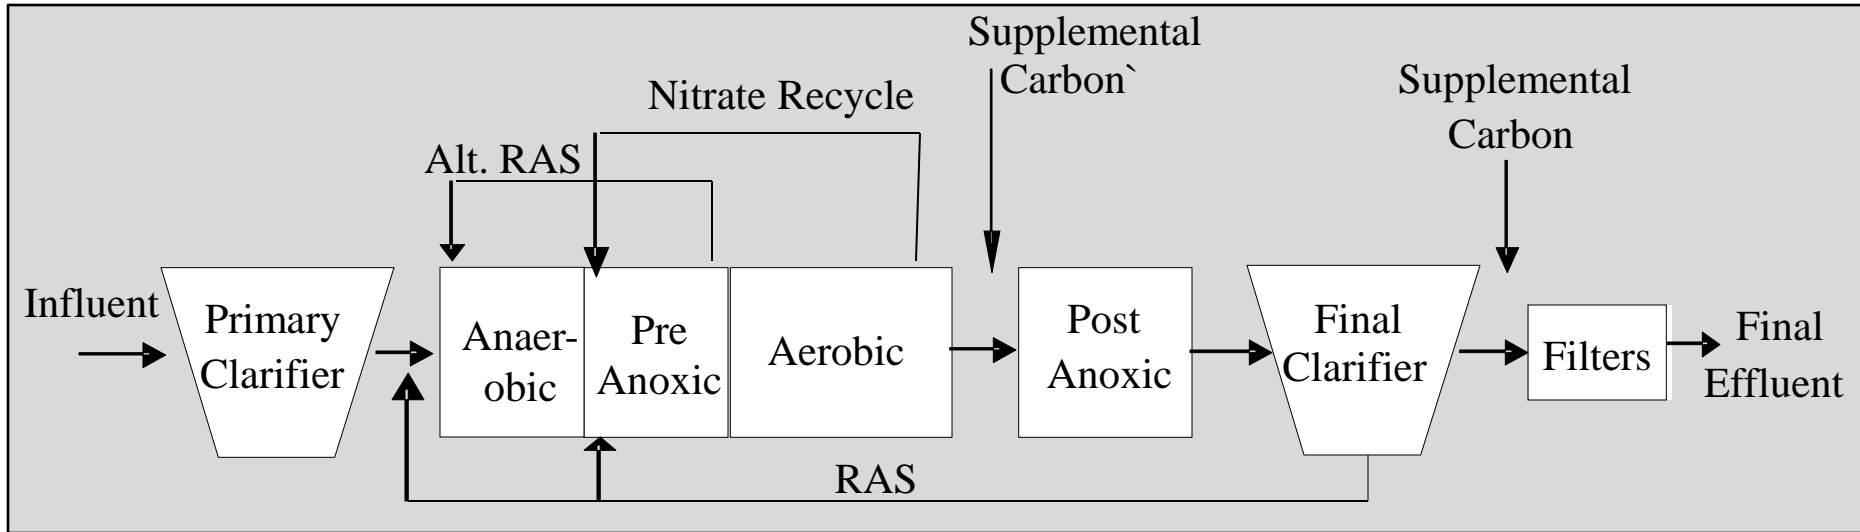 Supplemental
Carbon`
Supplemental
Carbon
Nitrate Recycle
Alt. RAS
Influent
Primary
Clarifier
Anaer-
obic
Pre
Anoxic
Aerobic
Post
Anoxic
Final
Clarifier
Filters
Final
Effluent
RAS